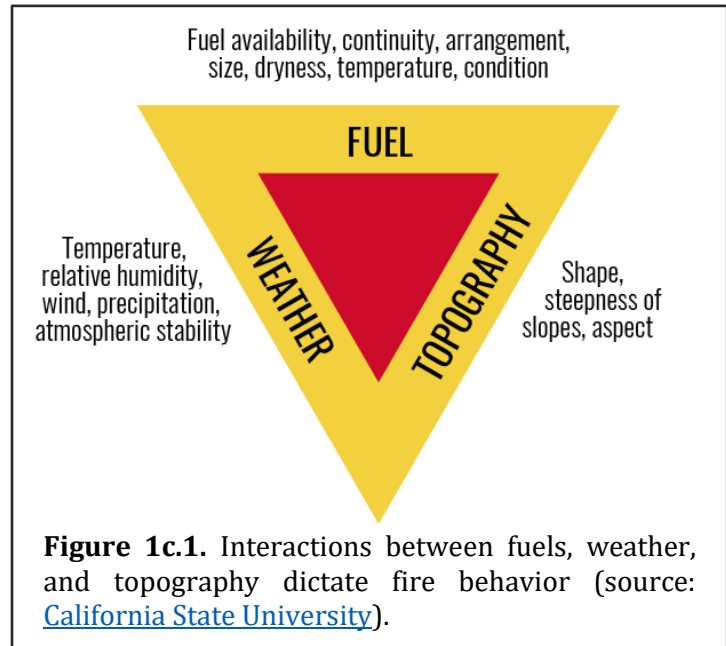 Fuel availability, continuity, arrangement,
size, dryness, temperature, condition
FUEL
WEATHER
TOPOGRAPHY
Temperature,
relative humidity,
wind, precipitation,
atmospheric stability
Shape,
steepness of
slopes, aspect
Figure 1c.1. Interactions between fuels, weather,
and topography dictate fire behavior (source:
California State University).